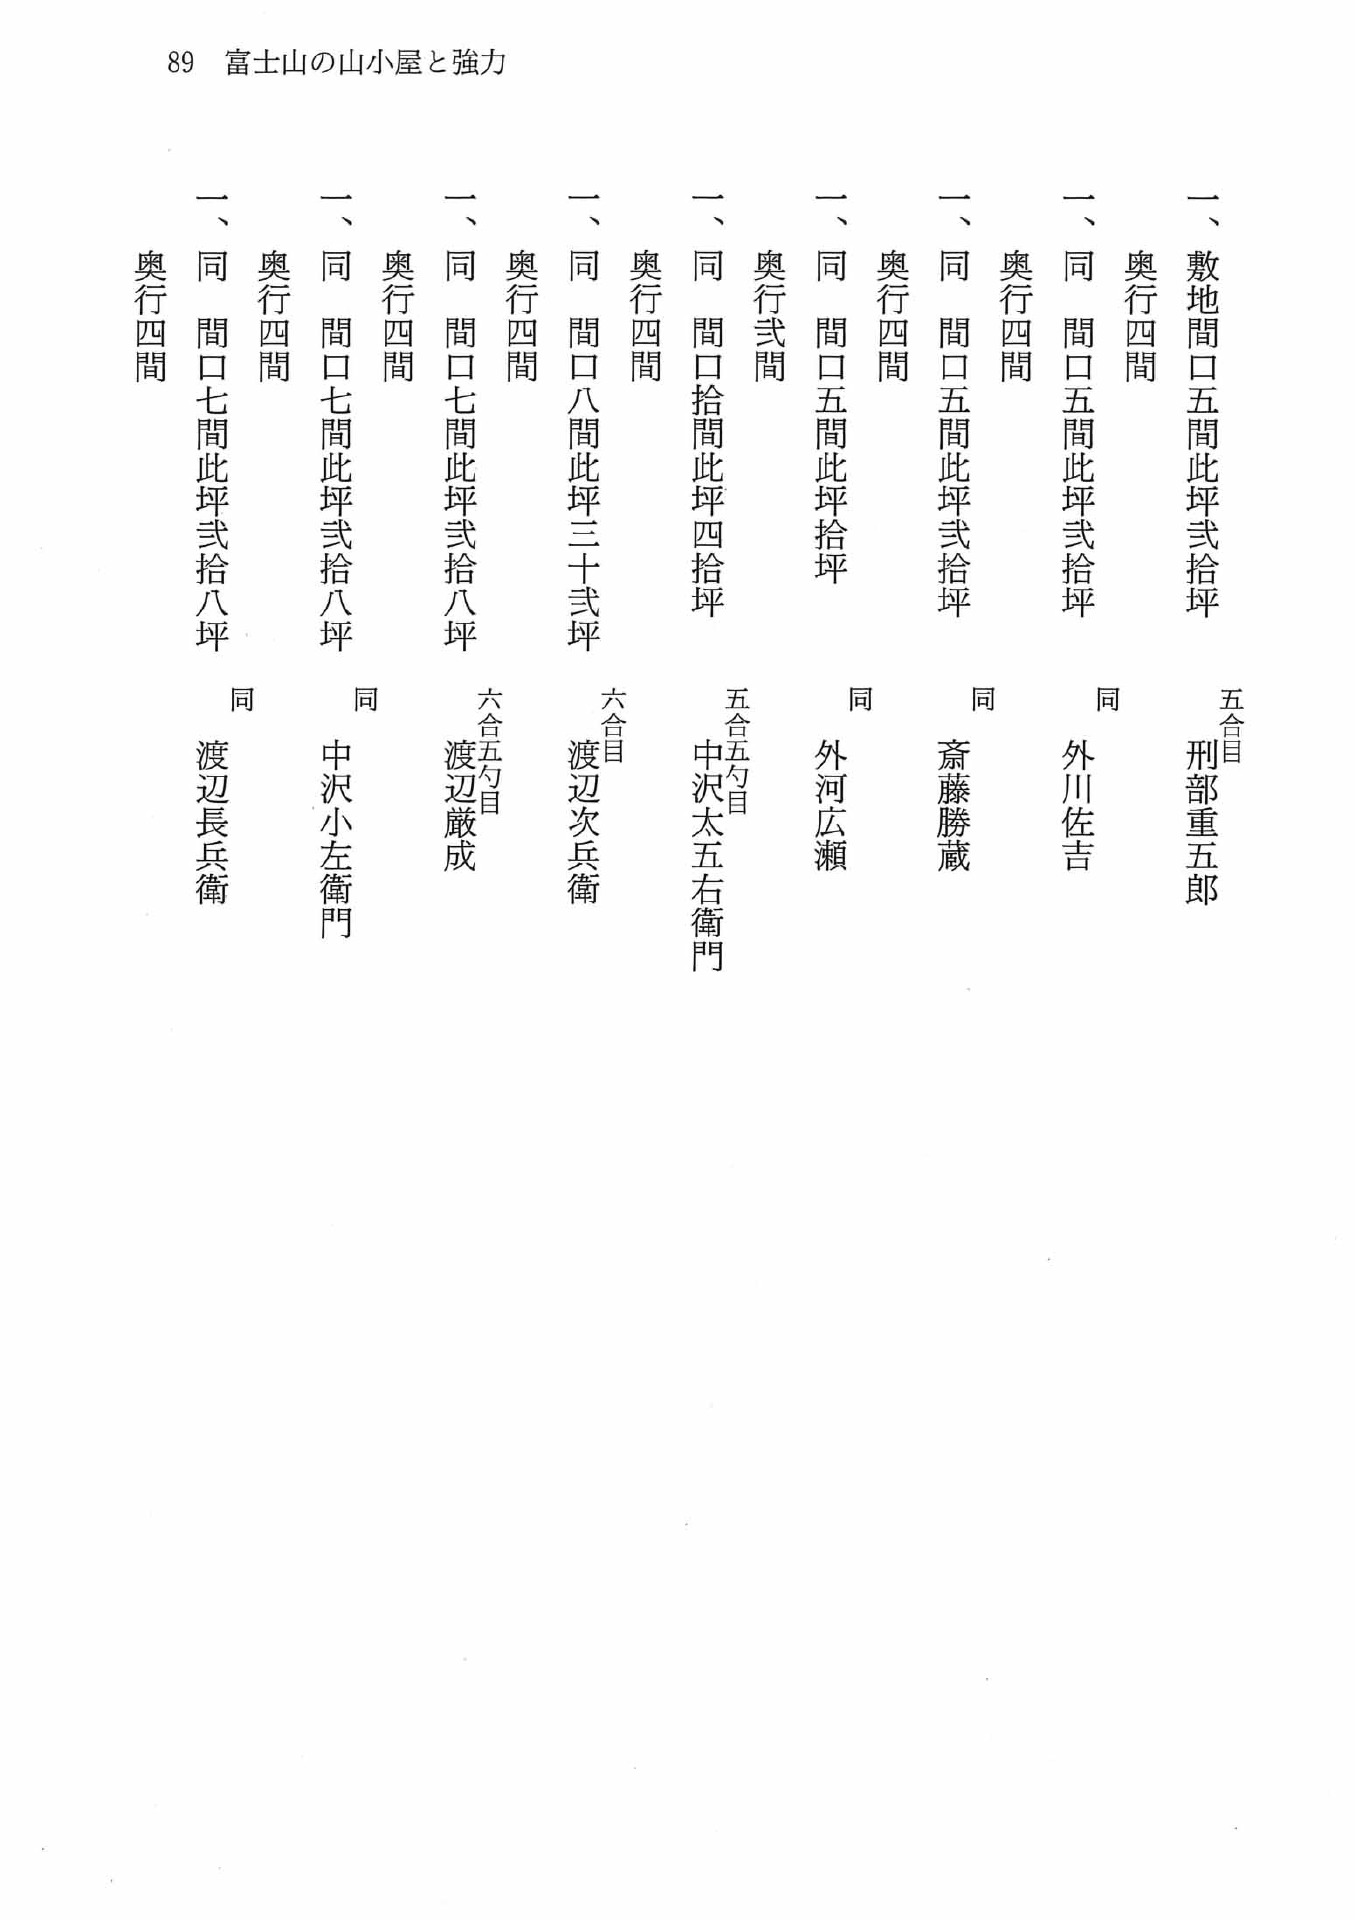 89 富士山の山小屋と強力
一、敷地間口五間此坪弐拾坪
五合目
刑部重五郎
奥行四間
一、同 間口五間此坪弐拾坪
同
外川佐吉
奥行四間
一、同 間口五間此坪弐拾坪
同
斎藤勝蔵
奥行四間
一、同 間口五間此坪拾坪
同
外河広瀬
奥行弐間
一、同 間口拾間此坪四拾坪
五合五勺目
中沢太五右衛門
奥行四間
一、同 間口八間此坪三十弐坪
六合目
渡辺次兵衛
奥行四間
一、同 間口七間此坪弐拾八坪
六合五勺目
渡辺厳成
奥行四間
一、同 間口七間此坪弐拾八坪
同
中沢小左衛門
奥行四間
一、同 間口七間此坪弐拾八坪
同
渡辺長兵衛
奥行四間